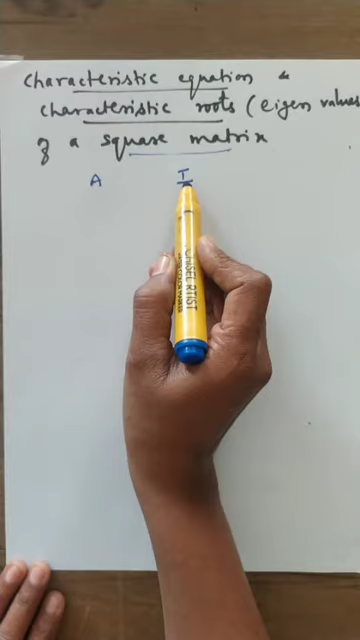 Characteristic equation &
characteristic roots (eigen values
of a square matrix
A I